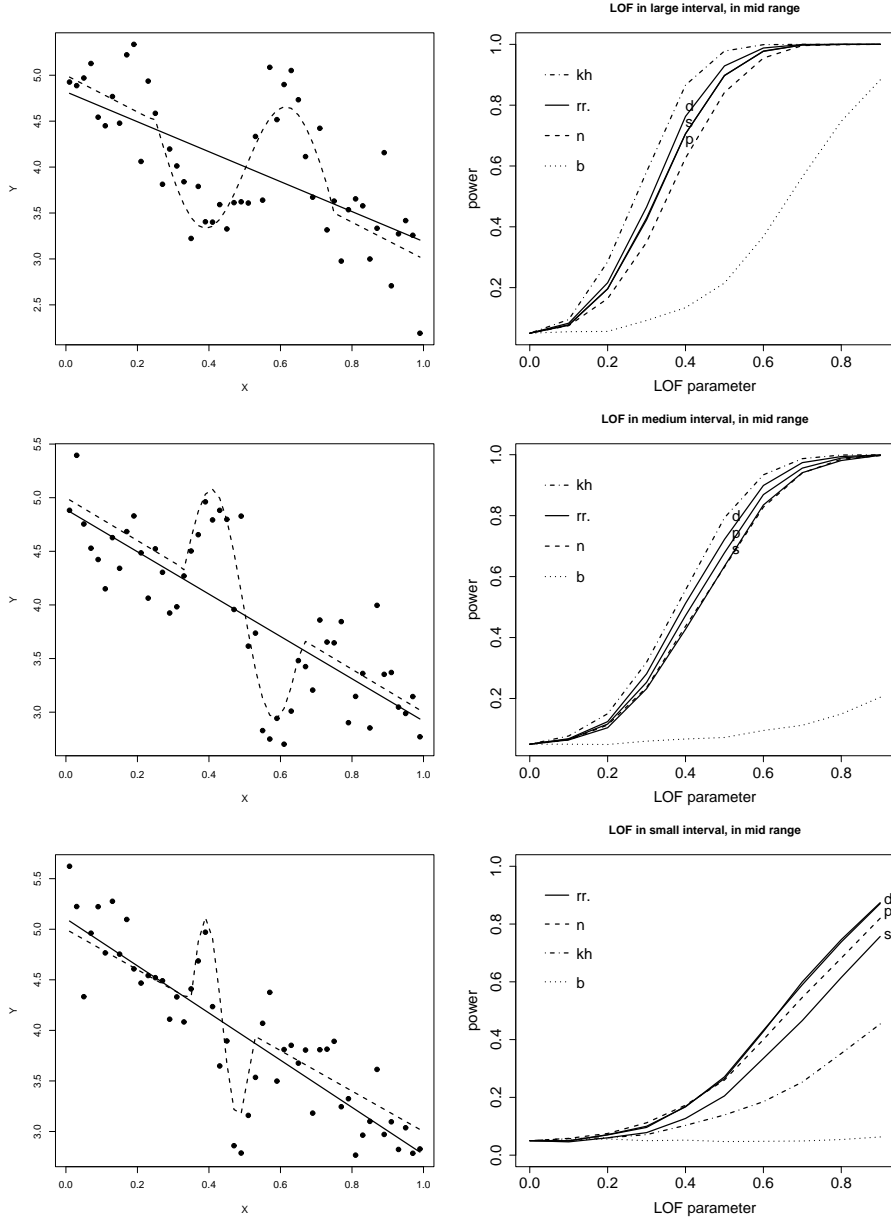 Y
5.0
4.5
4.0
3.5
3.0
2.5
0.0 0.2 0.4 0.6 0.8 1.0
X
LOF in large interval, in mid range
power
1.0
0.8
0.6
0.4
0.2
kh
rr.
n
b
d
s
p
0.0 0.2 0.4 0.6 0.8
LOF parameter
Y
5.5
5.0
4.5
4.0
3.5
3.0
0.0 0.2 0.4 0.6 0.8 1.0
X
LOF in medium interval, in mid range
power
1.0
0.8
0.6
0.4
0.2
kh
rr.
n
b
d
p
s
0.0 0.2 0.4 0.6 0.8
LOF parameter
Y
5.5
5.0
4.5
4.0
3.5
3.0
0.0 0.2 0.4 0.6 0.8 1.0
X
LOF in small interval, in mid range
power
1.0
0.8
0.6
0.4
0.2
0.0
rr.
n
kh
b
d
p
s
0.0 0.2 0.4 0.6 0.8
LOF parameter